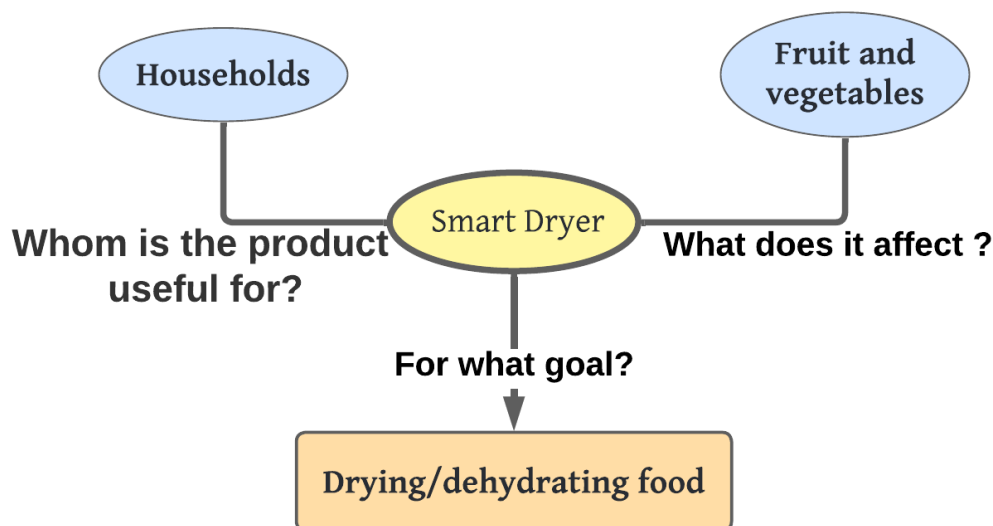 Households
Fruit and
vegetables
Smart Dryer
Whom is the product
useful for?
What does it affect ?
For what goal?
Drying/dehydrating food